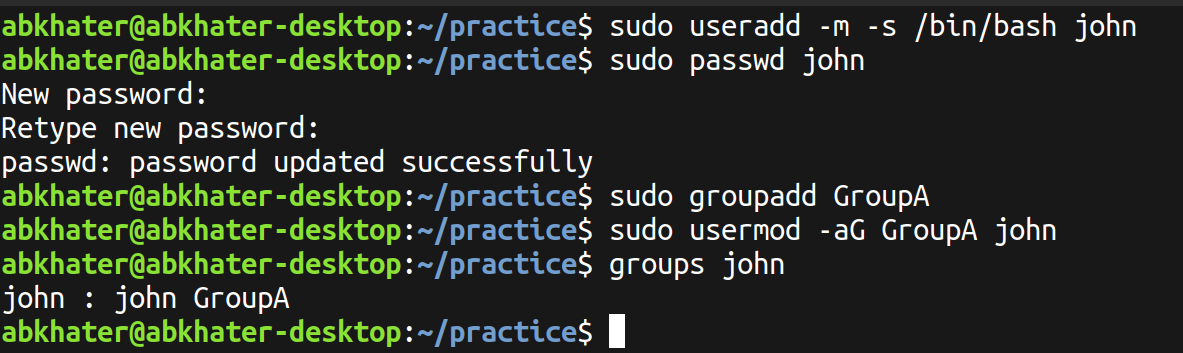 abkhater@abkhater-desktop:~/practice$ sudo useradd -m -s /bin/bash john
abkhater@abkhater-desktop:~/practice$ sudo passwd john
New password:
Retype new password:
passwd: password updated successfully
abkhater@abkhater-desktop:~/practice$ sudo groupadd GroupA
abkhater@abkhater-desktop:~/practice$ sudo usermod -aG GroupA john
abkhater@abkhater-desktop:~/practice$ groups john
john : john GroupA
abkhater@abkhater-desktop:~/practice$